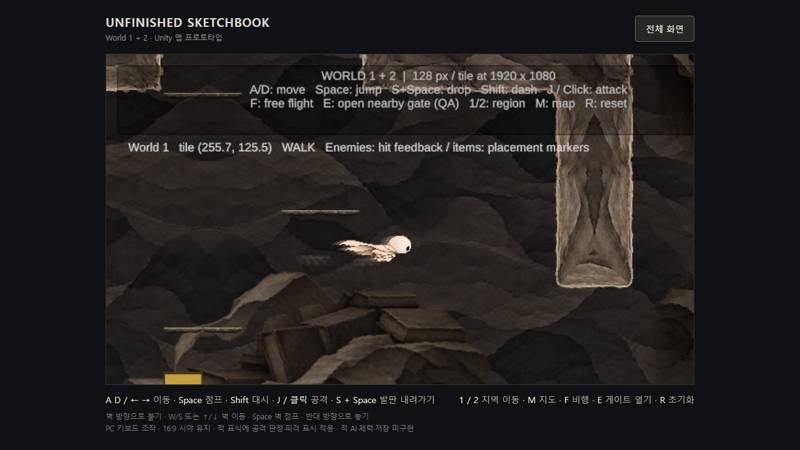 UNFINISHED SKETCHBOOK
World 1 + 2 · Unity 맵 프로토타입
전체 화면
WORLD 1 + 2 | 128 px / tile at 1920 x 1080
A/D: move Space: jump S+Space: drop Shift: dash J / Click: attack
F: free flight E: open nearby gate (QA) 1/2: region M: map R: reset
World 1 tile (255.7, 125.5) WALK Enemies: hit feedback / items: placement markers
A D / ← → 이동 · Space 점프 · Shift 대시 · J / 클릭 공격 · S + Space 발판 내려가기
1 / 2 지역 이동 · M 지도 · F 비행 · E 게이트 열기 · R 초기화
벽 방향으로 붙기 · W/S 또는 ↑/↓ 벽 이동 · Space 벽 점프 · 반대 방향으로 놓기
PC 키보드 조작 · 16:9 시야 유지 · 적 표식에 공격 판정·피격 표시 적용 · 적 AI·체력·저장 미구현